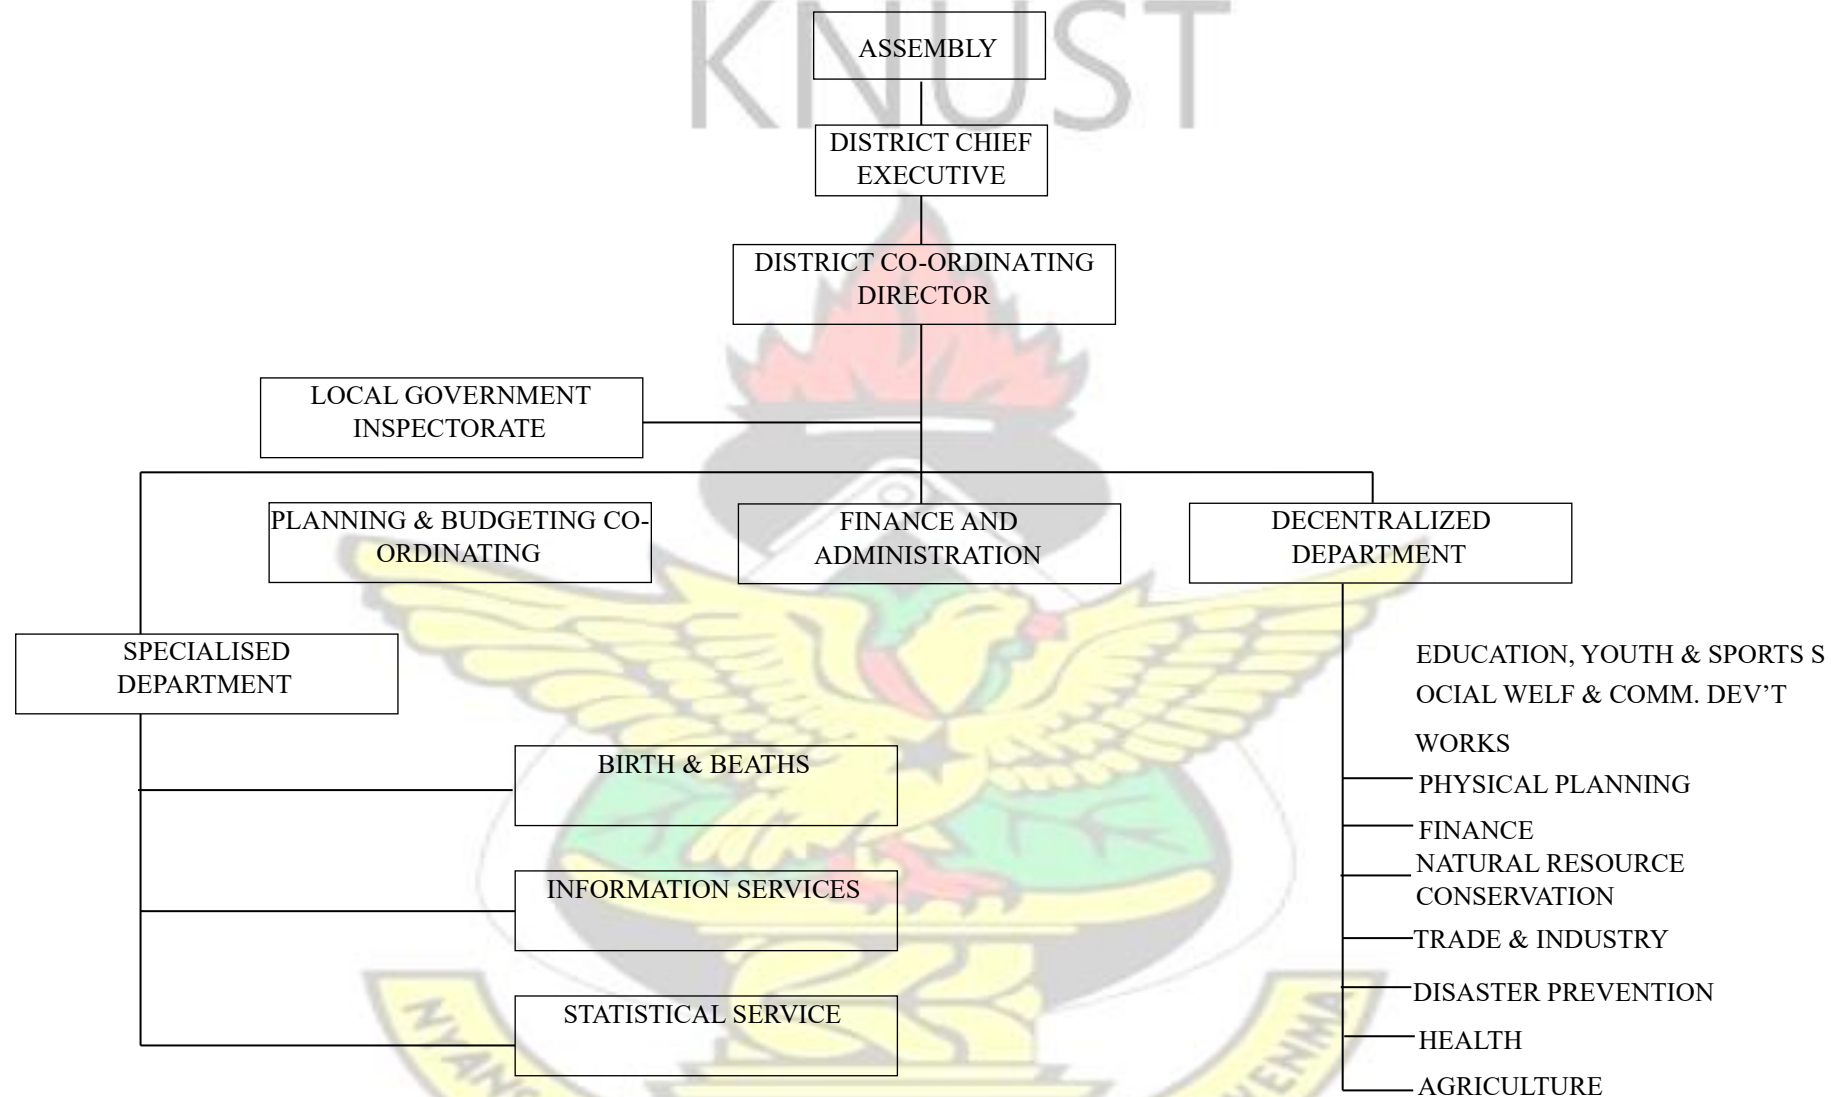 KNUST
ASSEMBLY
DISTRICT CHIEF
EXECUTIVE
DISTRICT CO-ORDINATING
DIRECTOR
LOCAL GOVERNMENT
INSPECTORATE
PLANNING & BUDGETING CO-
ORDINATING
FINANCE AND
ADMINISTRATION
DECENTRALIZED
DEPARTMENT
SPECIALISED
DEPARTMENT
BIRTH & BEATHS
INFORMATION SERVICES
STATISTICAL SERVICE
EDUCATION, YOUTH & SPORTS S
OCIAL WELF & COMM. DEV’T
WORKS
PHYSICAL PLANNING
FINANCE
NATURAL RESOURCE
CONSERVATION
TRADE & INDUSTRY
DISASTER PREVENTION
HEALTH
AGRICULTURE